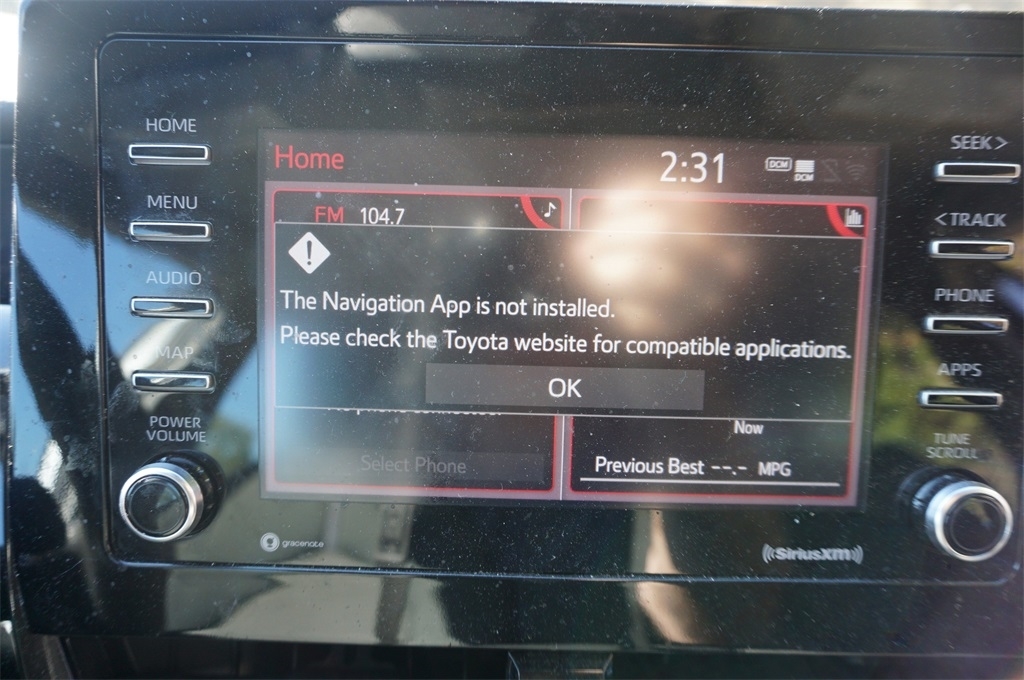 HOME
MENU
AUDIO
MAP
POWER
VOLUME
Home
2:31
DCM
DCM
FM 104.7
The Navigation App is not installed.
Please check the Toyota website for compatible applications.
OK
Select Phone
Now
Previous Best --.- MPG
gracenote
((SiriusXM))
SEEK >
< TRACK
PHONE
APPS
TUNE
SCROLL